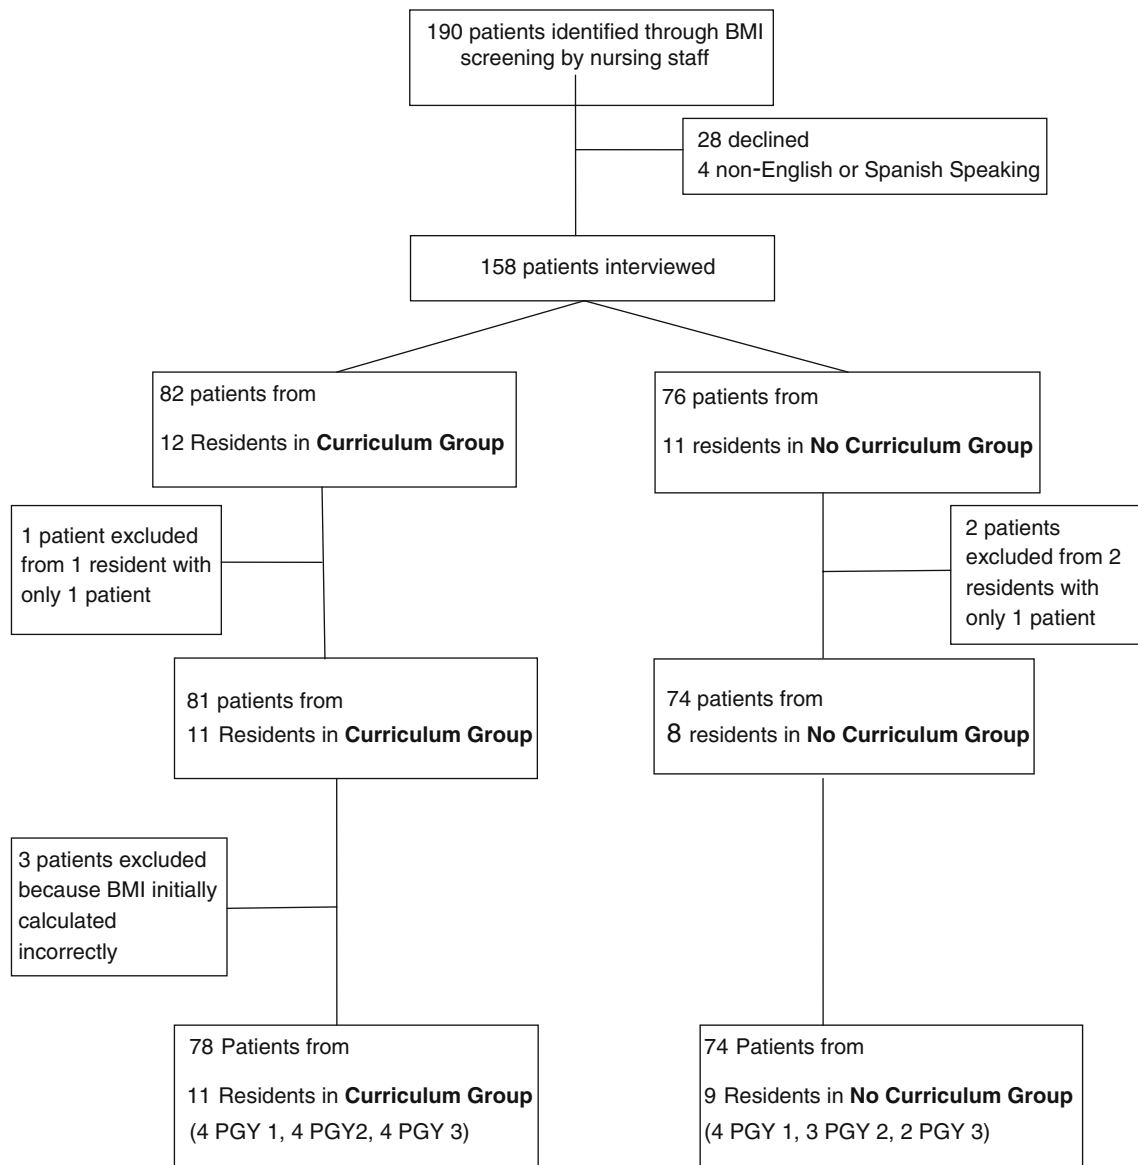 190 patients identified through BMI
screening by nursing staff
28 declined
4 non-English or Spanish Speaking
158 patients interviewed
82 patients from
12 Residents in Curriculum Group
76 patients from
11 residents in No Curriculum Group
1 patient excluded
from 1 resident with
only 1 patient
2 patients
excluded from 2
residents with
only 1 patient
81 patients from
11 Residents in Curriculum Group
74 patients from
8 residents in No Curriculum Group
3 patients excluded
because BMI initially
calculated
incorrectly
78 Patients from
11 Residents in Curriculum Group
(4 PGY 1, 4 PGY2, 4 PGY 3)
74 Patients from
9 Residents in No Curriculum Group
(4 PGY 1, 3 PGY 2, 2 PGY 3)